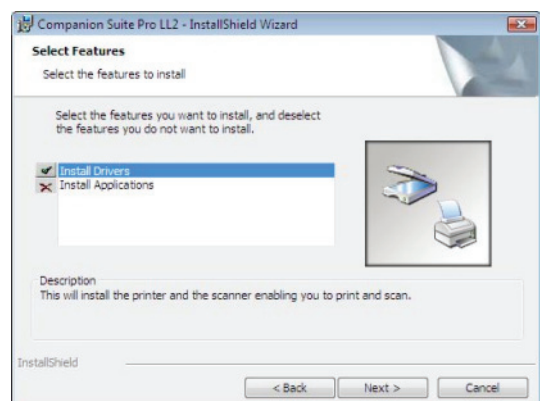 Companion Suite Pro LL2 - InstallShield Wizard
Select Features
Select the features to install
Select the features you want to install, and deselect
the features you do not want to install.
Install Drivers
Install Applications
Description
This will install the printer and the scanner enabling you to print and scan.
InstallShield
< Back
Next >
Cancel